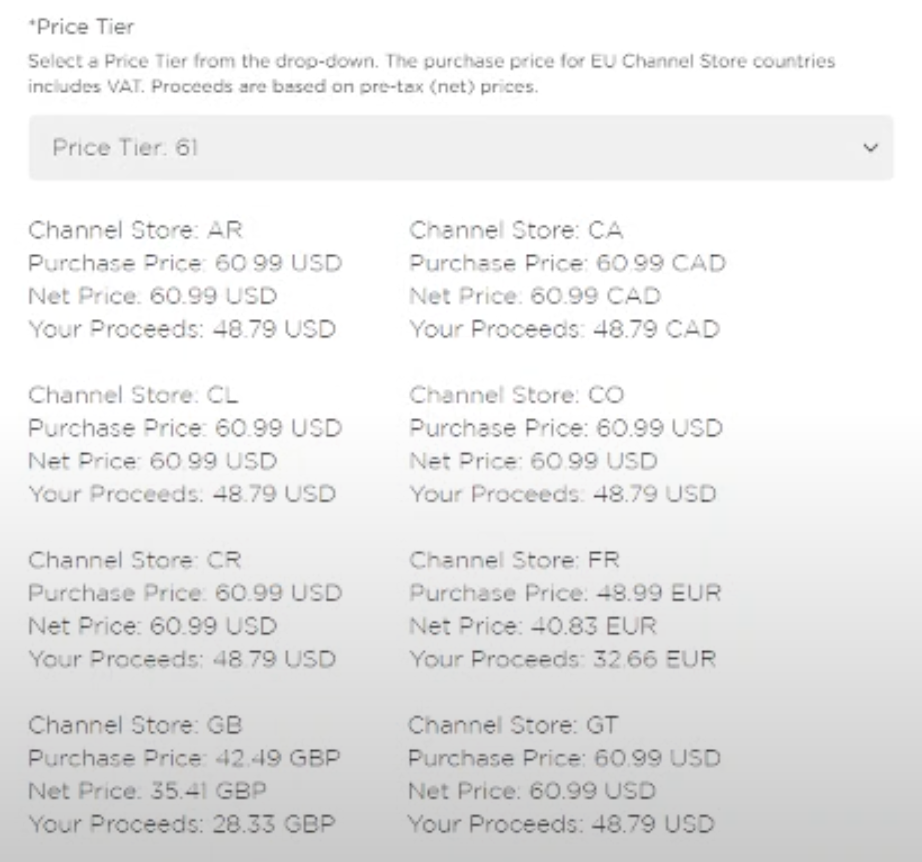 *Price Tier
Select a Price Tier from the drop-down. The purchase price for EU Channel Store countries
includes VAT. Proceeds are based on pre-tax (net) prices.
Price Tier: 61
Channel Store: AR
Purchase Price: 60.99 USD
Net Price: 60.99 USD
Your Proceeds: 48.79 USD
Channel Store: CA
Purchase Price: 60.99 CAD
Net Price: 60.99 CAD
Your Proceeds: 48.79 CAD
Channel Store: CL
Purchase Price: 60.99 USD
Net Price: 60.99 USD
Your Proceeds: 48.79 USD
Channel Store: CO
Purchase Price: 60.99 USD
Net Price: 60.99 USD
Your Proceeds: 48.79 USD
Channel Store: CR
Purchase Price: 60.99 USD
Net Price: 60.99 USD
Your Proceeds: 48.79 USD
Channel Store: FR
Purchase Price: 48.99 EUR
Net Price: 40.83 EUR
Your Proceeds: 32.66 EUR
Channel Store: GB
Purchase Price: 42.49 GBP
Net Price: 35.41 GBP
Your Proceeds: 28.33 GBP
Channel Store: GT
Purchase Price: 60.99 USD
Net Price: 60.99 USD
Your Proceeds: 48.79 USD